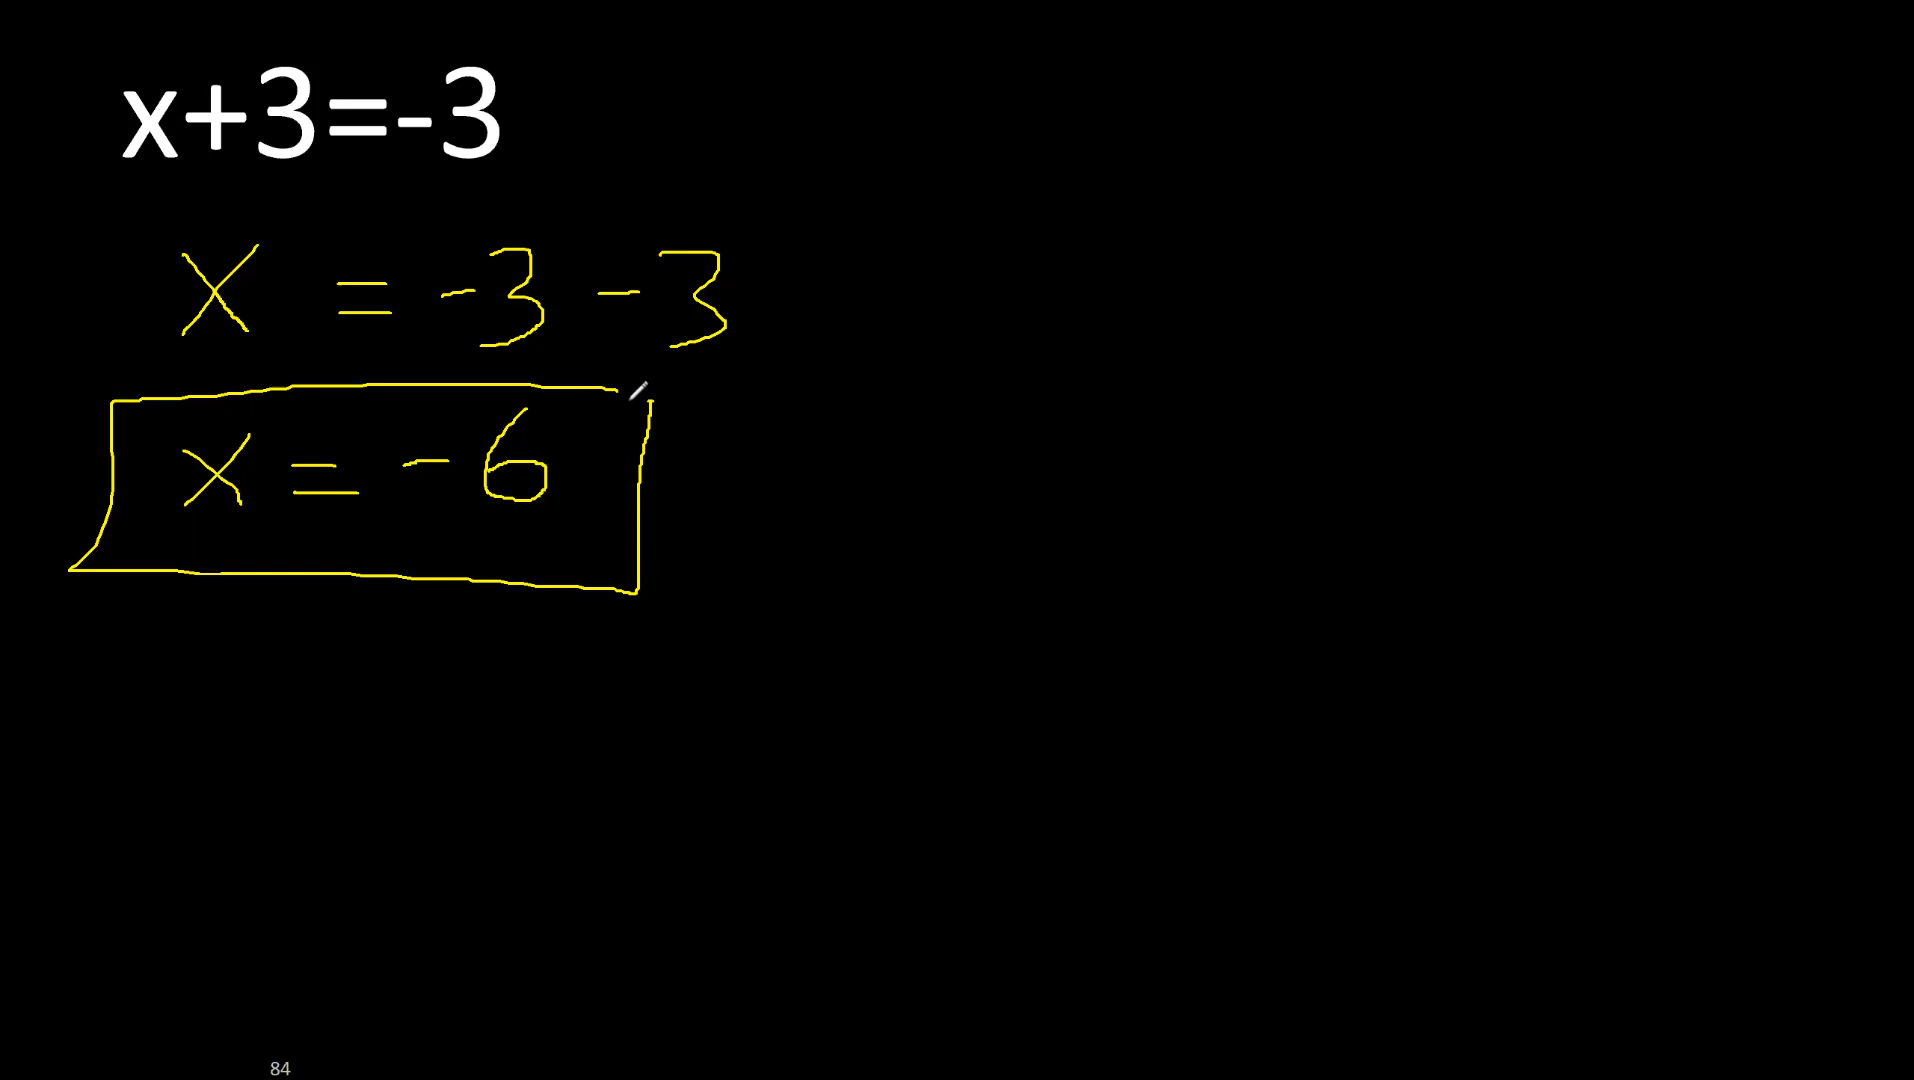 x+3=-3
x = -3 - 3
x = -6
84